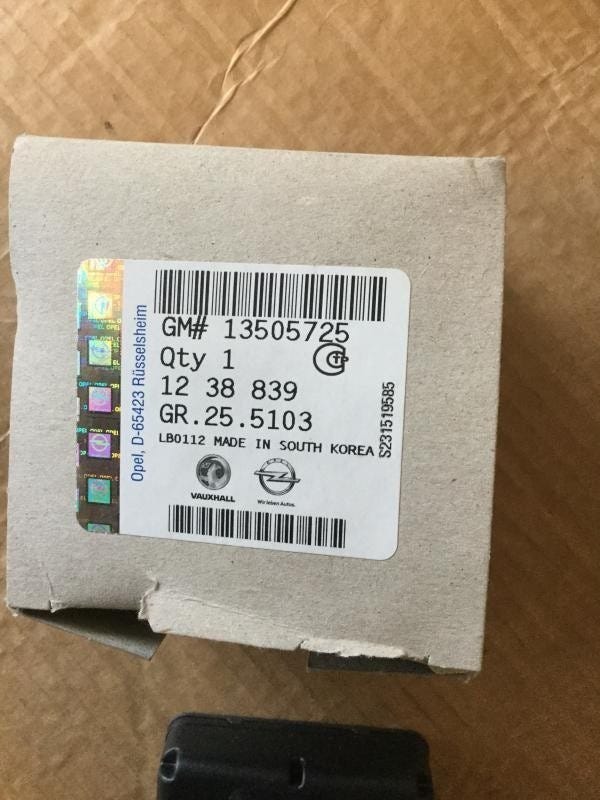 Opel, D-65423 Rüsselsheim
GM# 13505725
Qty 1
12 38 839
GR.25.5103
LB0112 MADE IN SOUTH KOREA
S231519585
VAUXHALL
Wir leben Autos.